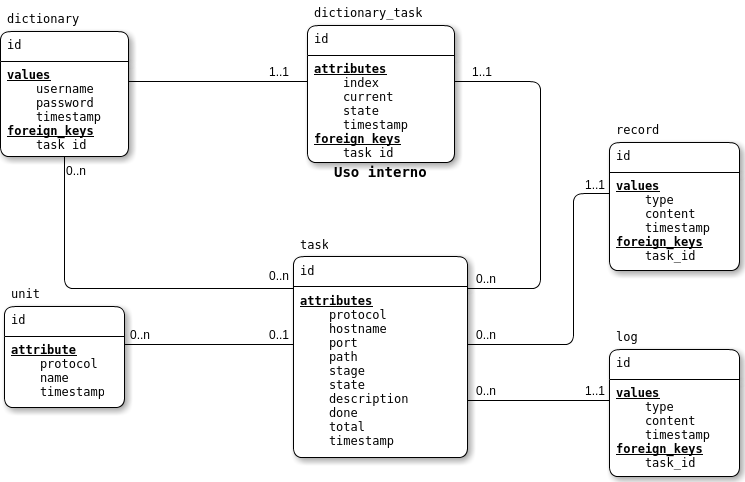 dictionary
id
values
username
password
timestamp
foreign_keys
task id
dictionary_task
id
attributes
index
current
state
timestamp
foreign keys
task id
Uso interno
record
id
values
type
content
timestamp
foreign_keys
task_id
task
id
attributes
protocol
hostname
port
path
stage
state
description
done
total
timestamp
unit
id
attribute
protocol
name
timestamp
log
id
values
type
content
timestamp
foreign_keys
task_id
1..1
1..1
0..n
1..1
0..n
0..n
0..n
0..1
0..n
0..n
1..1